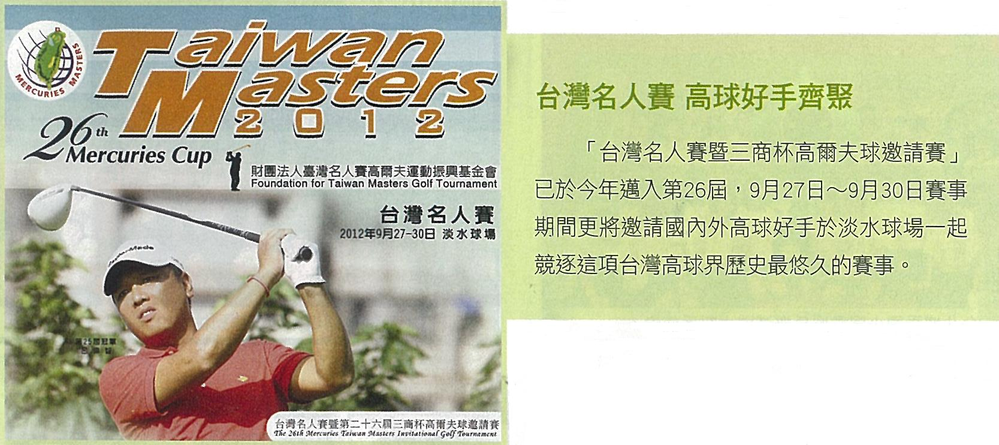 MERCURIES MASTERS
Taiwan
Masters
2012
26th
Mercuries Cup
財團法人臺灣名人賽高爾夫運動振興基金會
Foundation for Taiwan Masters Golf Tournament
台灣名人賽
2012年9月27-30日 淡水球場
TaylorMade
第25屆冠軍
台灣名人賽暨第二十六屆三商杯高爾夫球邀請賽
The 26th Mercuries Taiwan Masters Invitational Golf Tournament
台灣名人賽 高球好手齊聚
「台灣名人賽暨三商杯高爾夫球邀請賽」
已於今年邁入第26屆，9月27日～9月30日賽事
期間更將邀請國內外高球好手於淡水球場一起
競逐這項台灣高球界歷史最悠久的賽事。